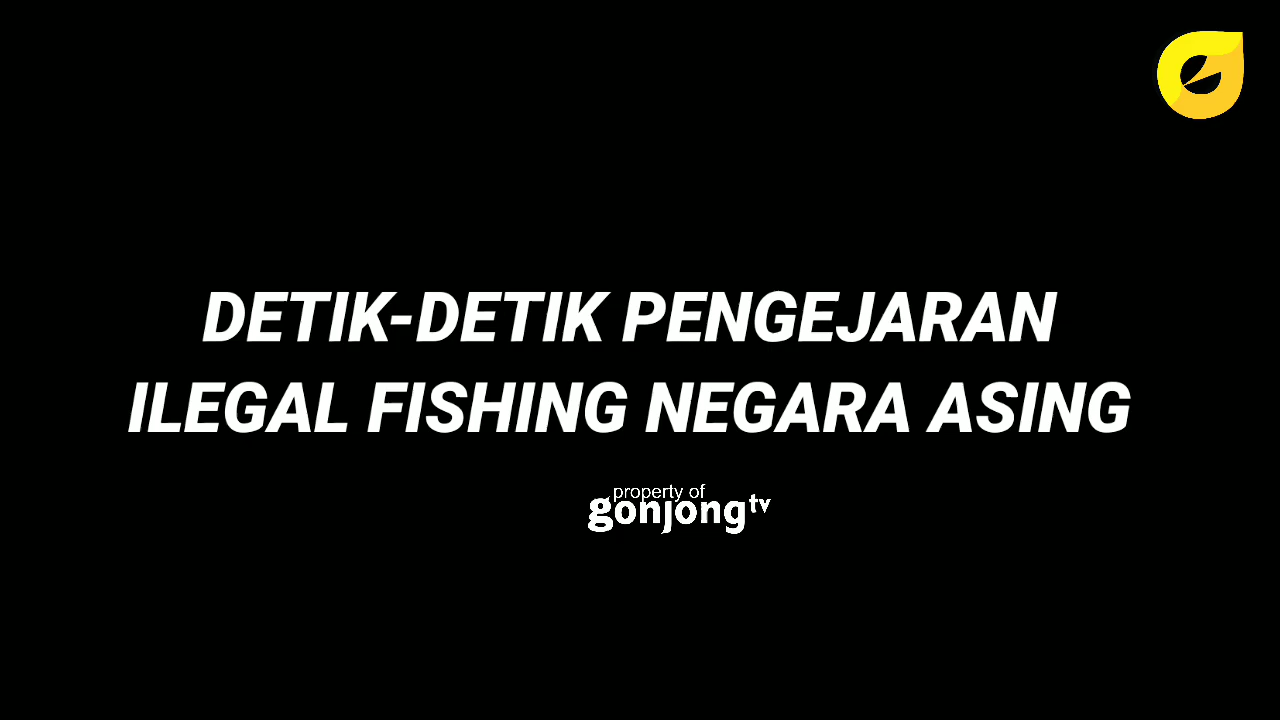 DETIK-DETIK PENGEJARAN
ILEGAL FISHING NEGARA ASING
property of
gonjong tv